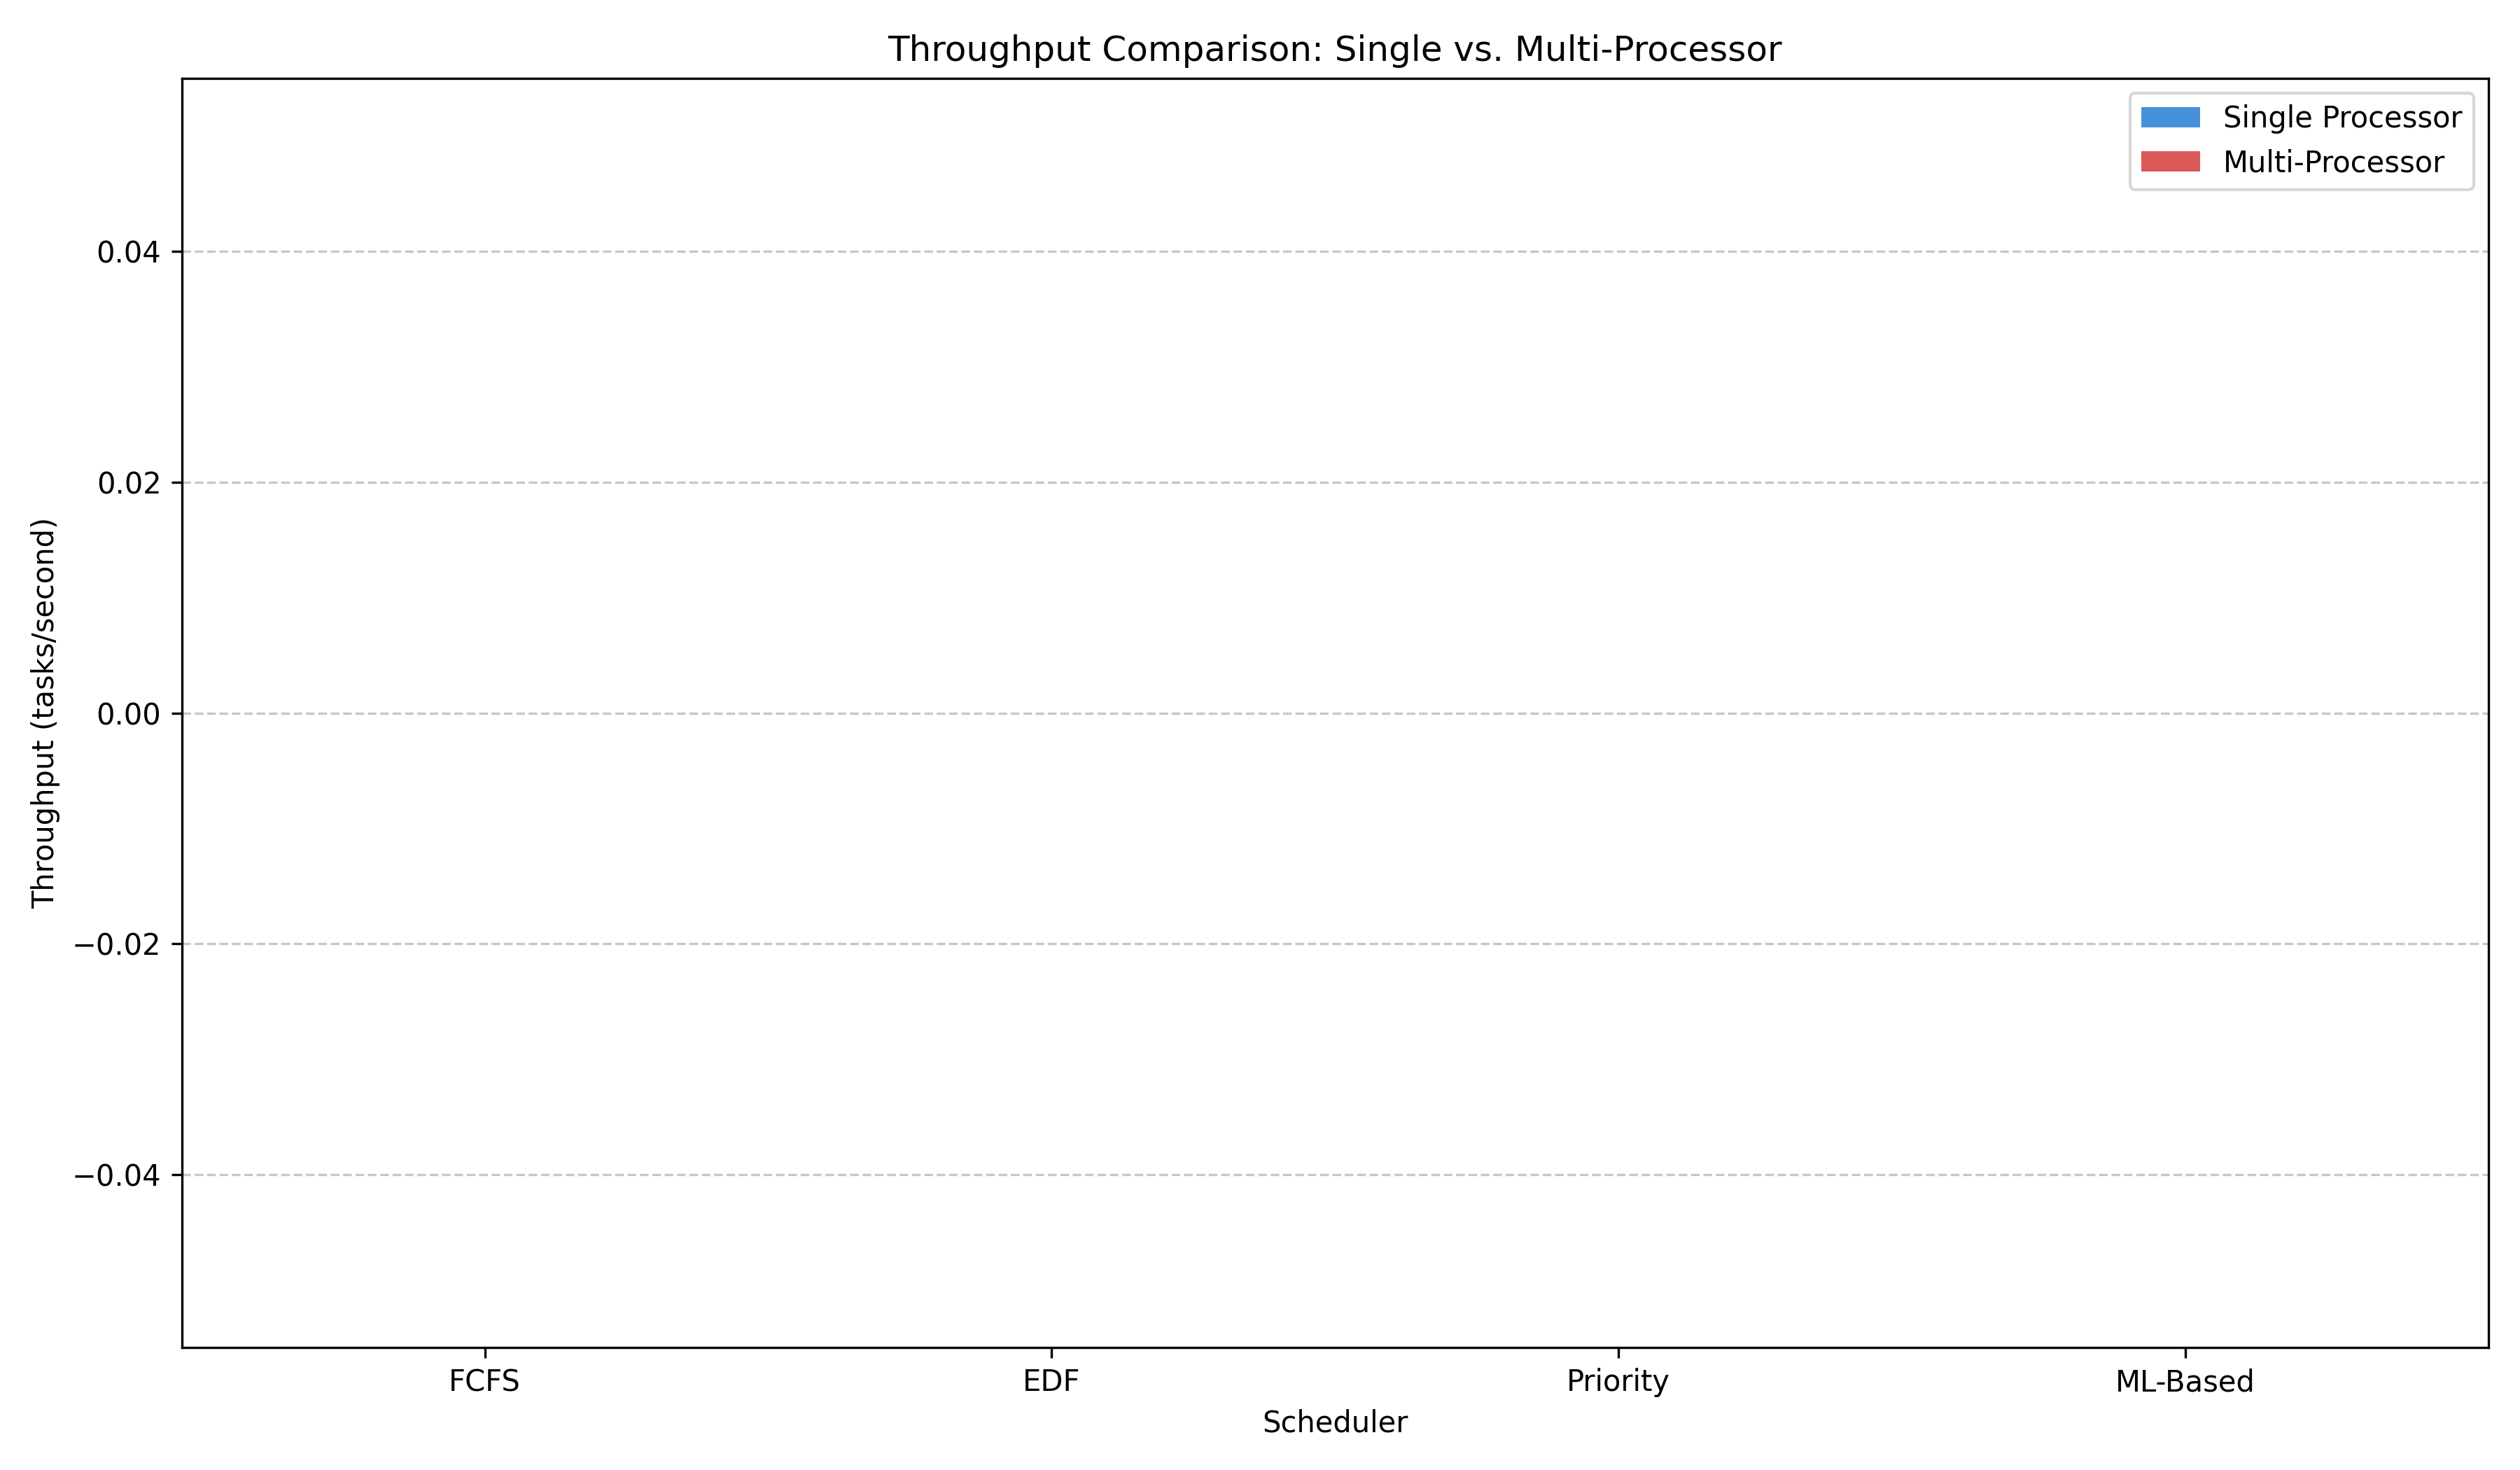 Throughput Comparison: Single vs. Multi-Processor
Single Processor
Multi-Processor
Throughput (tasks/second)
0.04
0.02
0.00
−0.02
−0.04
FCFS
EDF
Priority
ML-Based
Scheduler